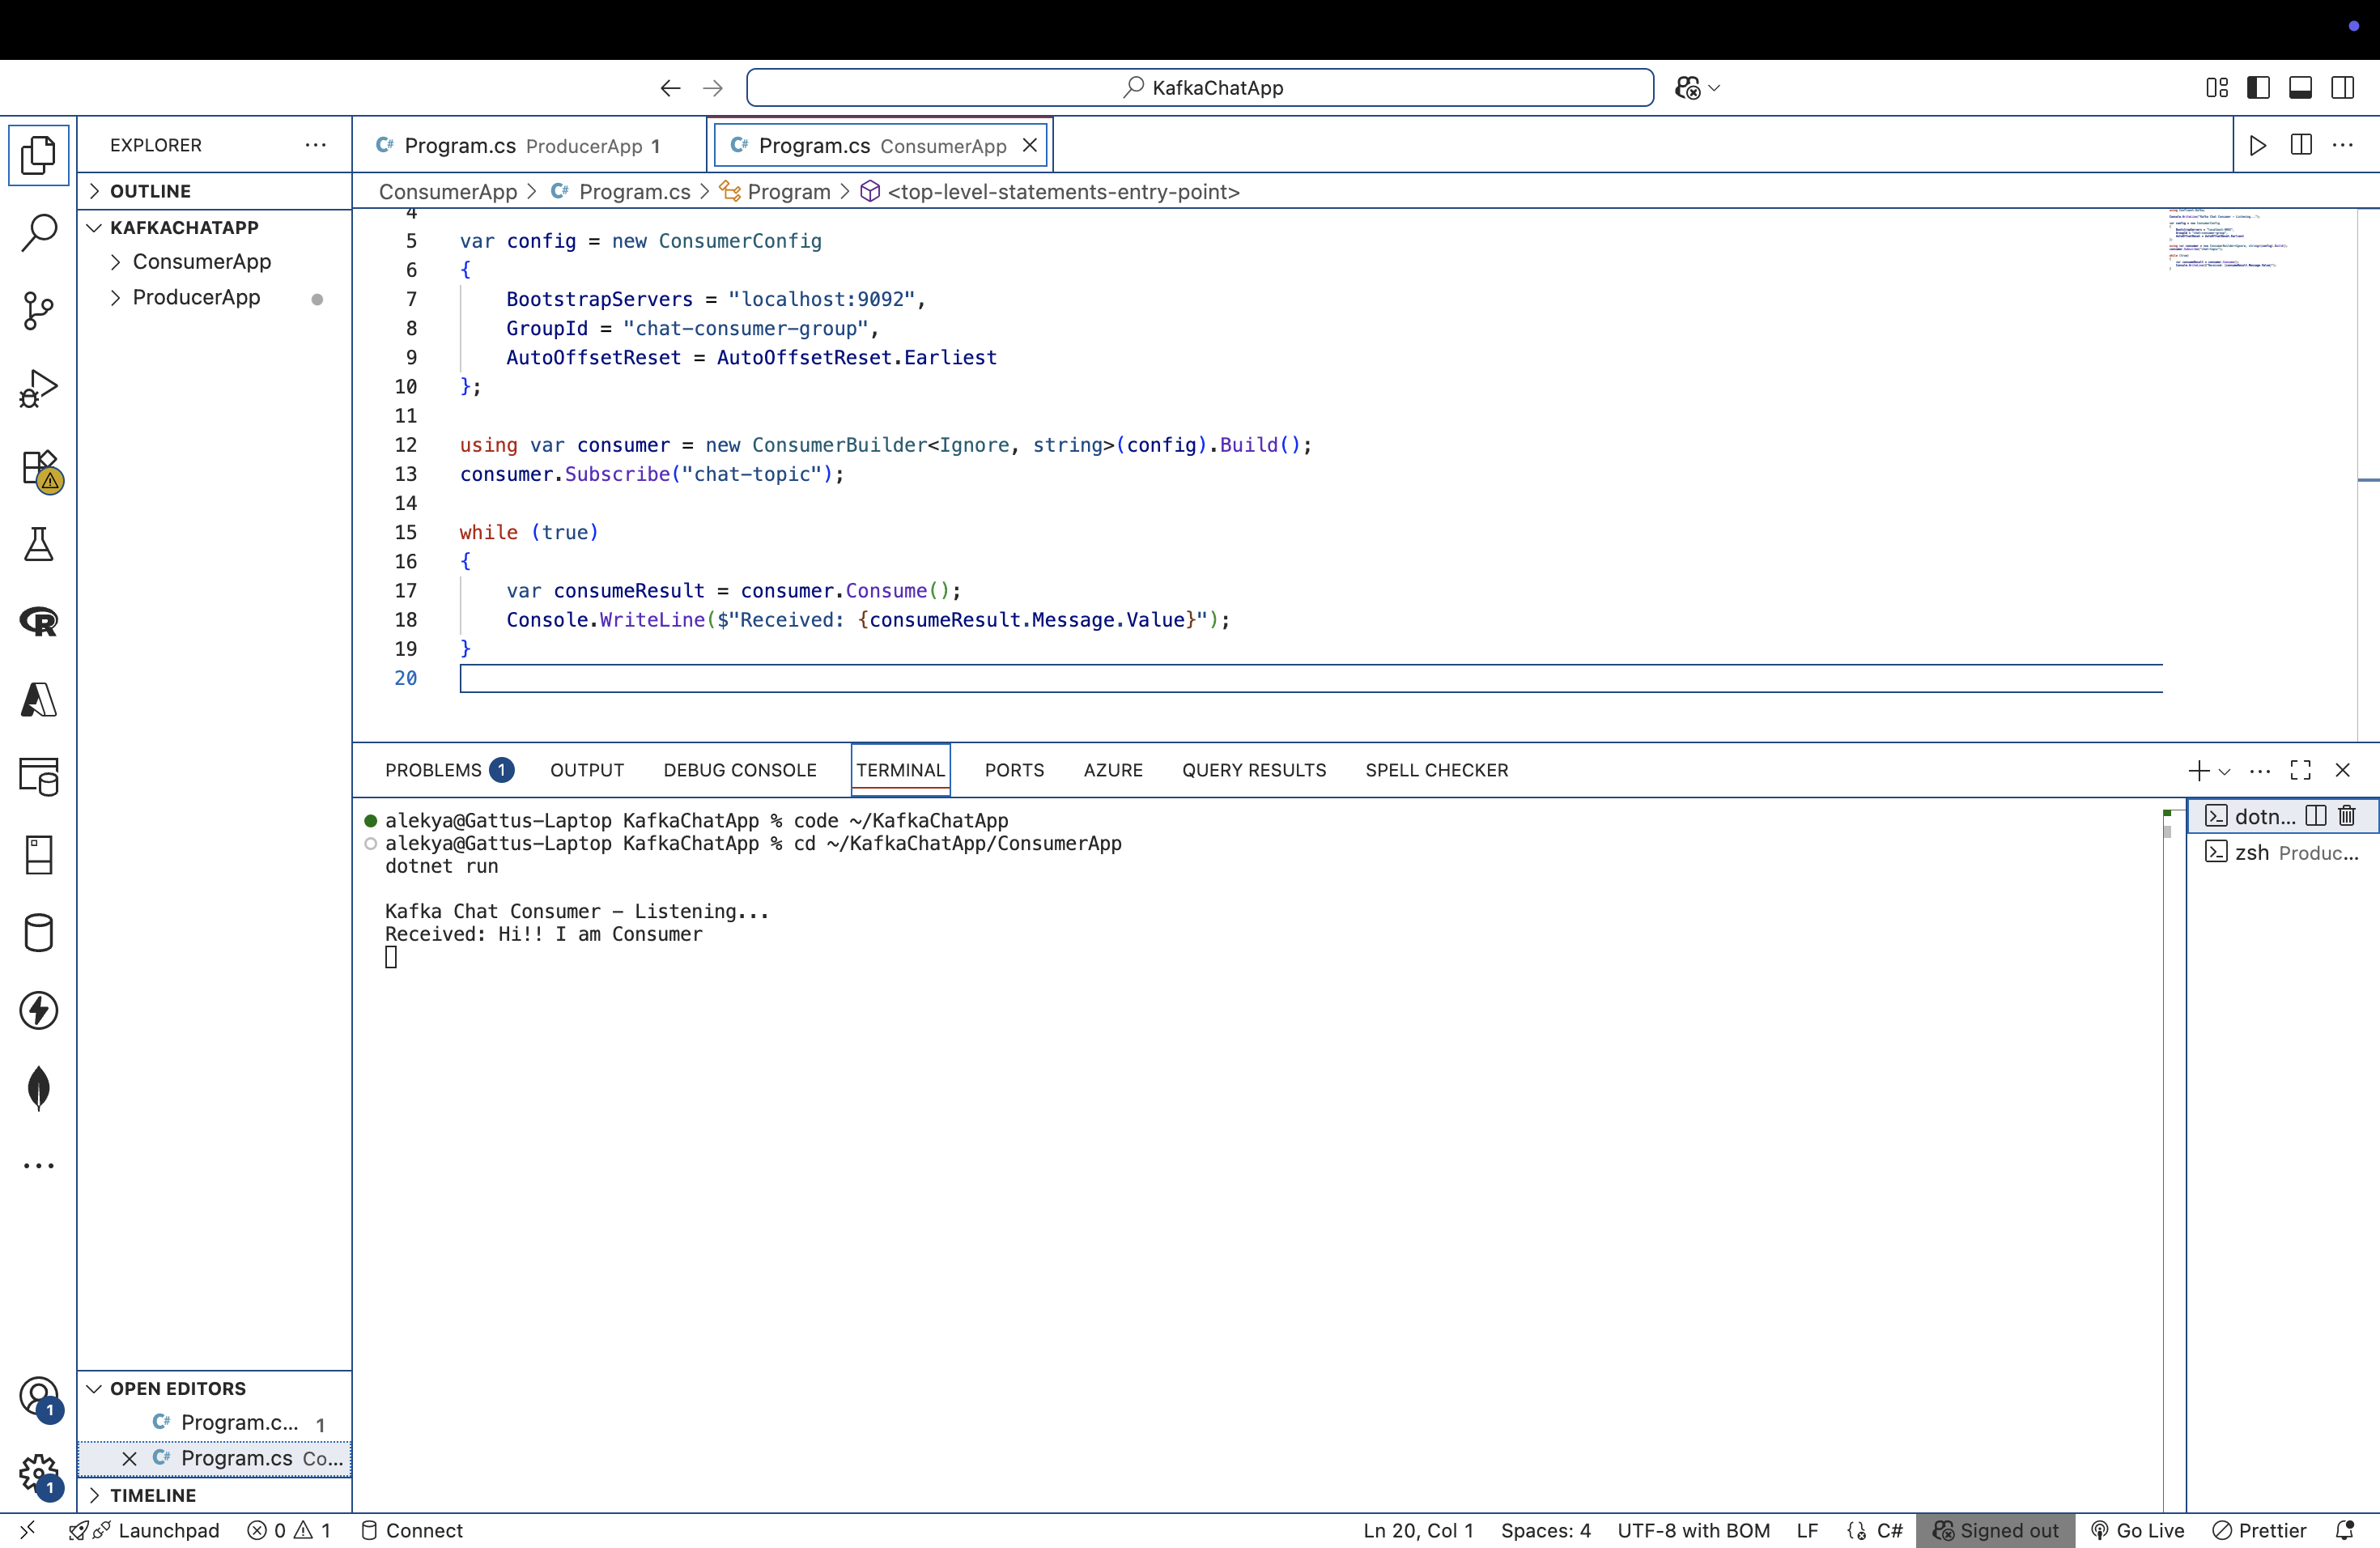 KafkaChatApp
EXPLORER
OUTLINE
KAFKACHATAPP
ConsumerApp
ProducerApp
Program.cs ProducerApp 1
Program.cs ConsumerApp
ConsumerApp > Program.cs > Program > <top-level-statements-entry-point>
4
5 var config = new ConsumerConfig
6 {
7 BootstrapServers = "localhost:9092",
8 GroupId = "chat-consumer-group",
9 AutoOffsetReset = AutoOffsetReset.Earliest
10 };
11
12 using var consumer = new ConsumerBuilder<Ignore, string>(config).Build();
13 consumer.Subscribe("chat-topic");
14
15 while (true)
16 {
17 var consumeResult = consumer.Consume();
18 Console.WriteLine($"Received: {consumeResult.Message.Value}");
19 }
20
PROBLEMS 1 OUTPUT DEBUG CONSOLE TERMINAL PORTS AZURE QUERY RESULTS SPELL CHECKER
alekya@Gattus-Laptop KafkaChatApp % code ~/KafkaChatApp
alekya@Gattus-Laptop KafkaChatApp % cd ~/KafkaChatApp/ConsumerApp
dotnet run
Kafka Chat Consumer – Listening...
Received: Hi!! I am Consumer
dotn...
zsh Produc...
OPEN EDITORS
Program.c... 1
Program.cs Co...
TIMELINE
1
1
Launchpad 0 1 Connect
Ln 20, Col 1 Spaces: 4 UTF-8 with BOM LF C# Signed out Go Live Prettier